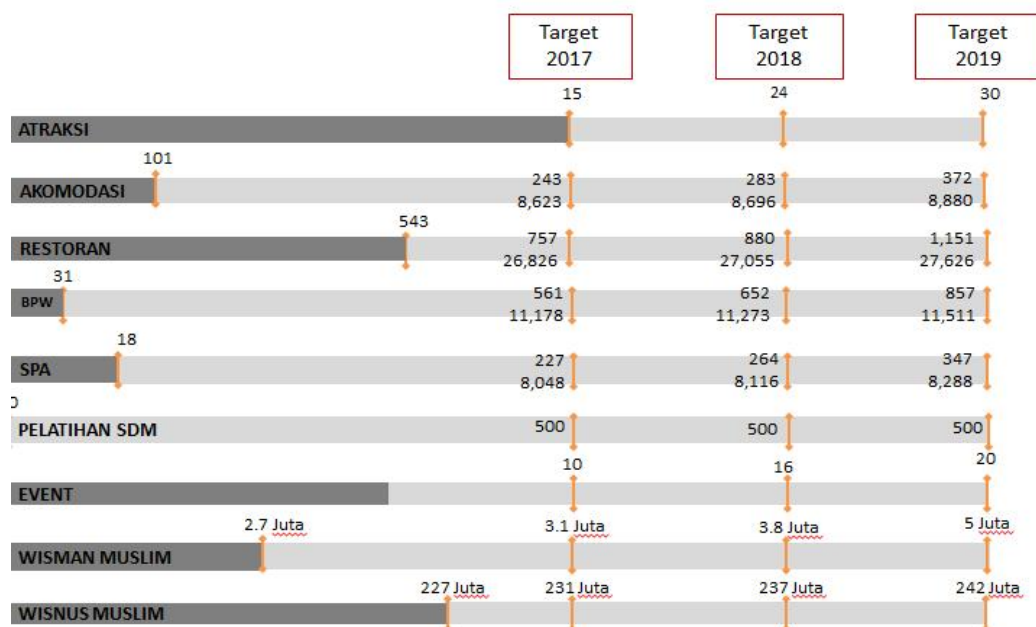 Target
2017
Target
2018
Target
2019
15
24
30
ATRAKSI
101
243
283
372
AKOMODASI
8,623
8,696
8,880
543
757
880
1,151
RESTORAN
26,826
27,055
27,626
31
561
652
857
BPW
11,178
11,273
11,511
18
227
264
347
SPA
8,048
8,116
8,288
0
PELATIHAN SDM
500
500
500
10
16
20
EVENT
2.7 Juta
3.1 Juta
3.8 Juta
5 Juta
WISMAN MUSLIM
227 Juta
231 Juta
237 Juta
242 Juta
WISNUS MUSLIM